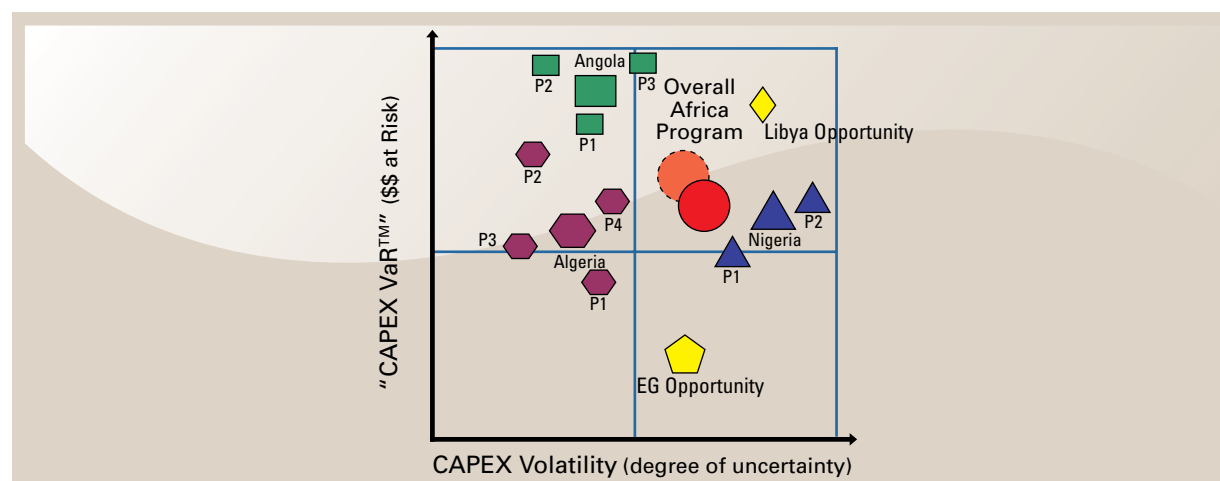 “CAPEX VaR™” ($$ at Risk)
Angola
P2
P3
P1
Overall
Africa
Program
Libya Opportunity
P2
P4
P3
Algeria
P1
P2
Nigeria
P1
EG Opportunity
CAPEX Volatility (degree of uncertainty)